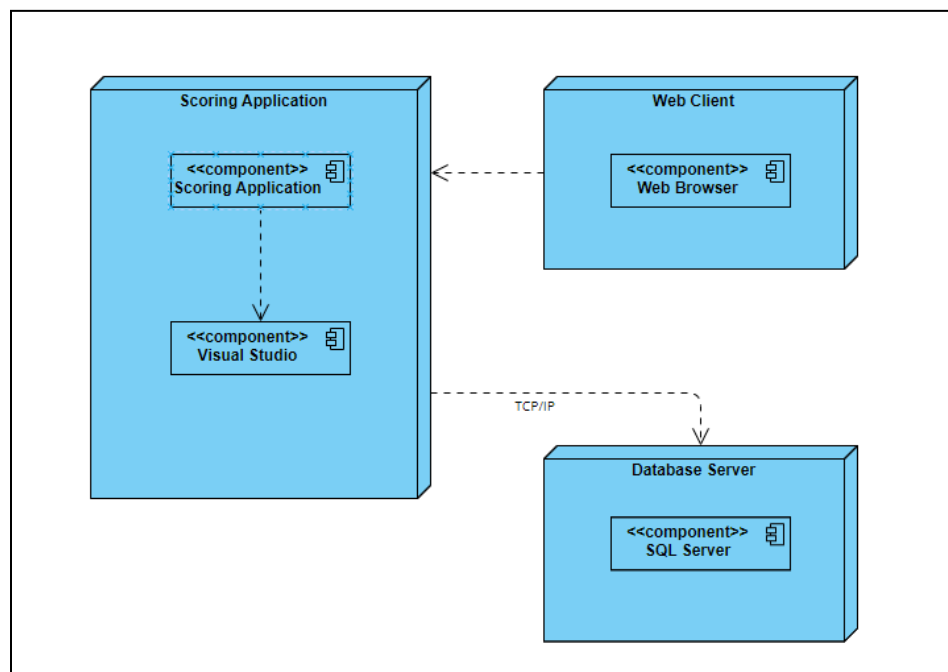 Scoring Application
<<component>>
Scoring Application
<<component>>
Visual Studio
Web Client
<<component>>
Web Browser
TCP/IP
Database Server
<<component>>
SQL Server